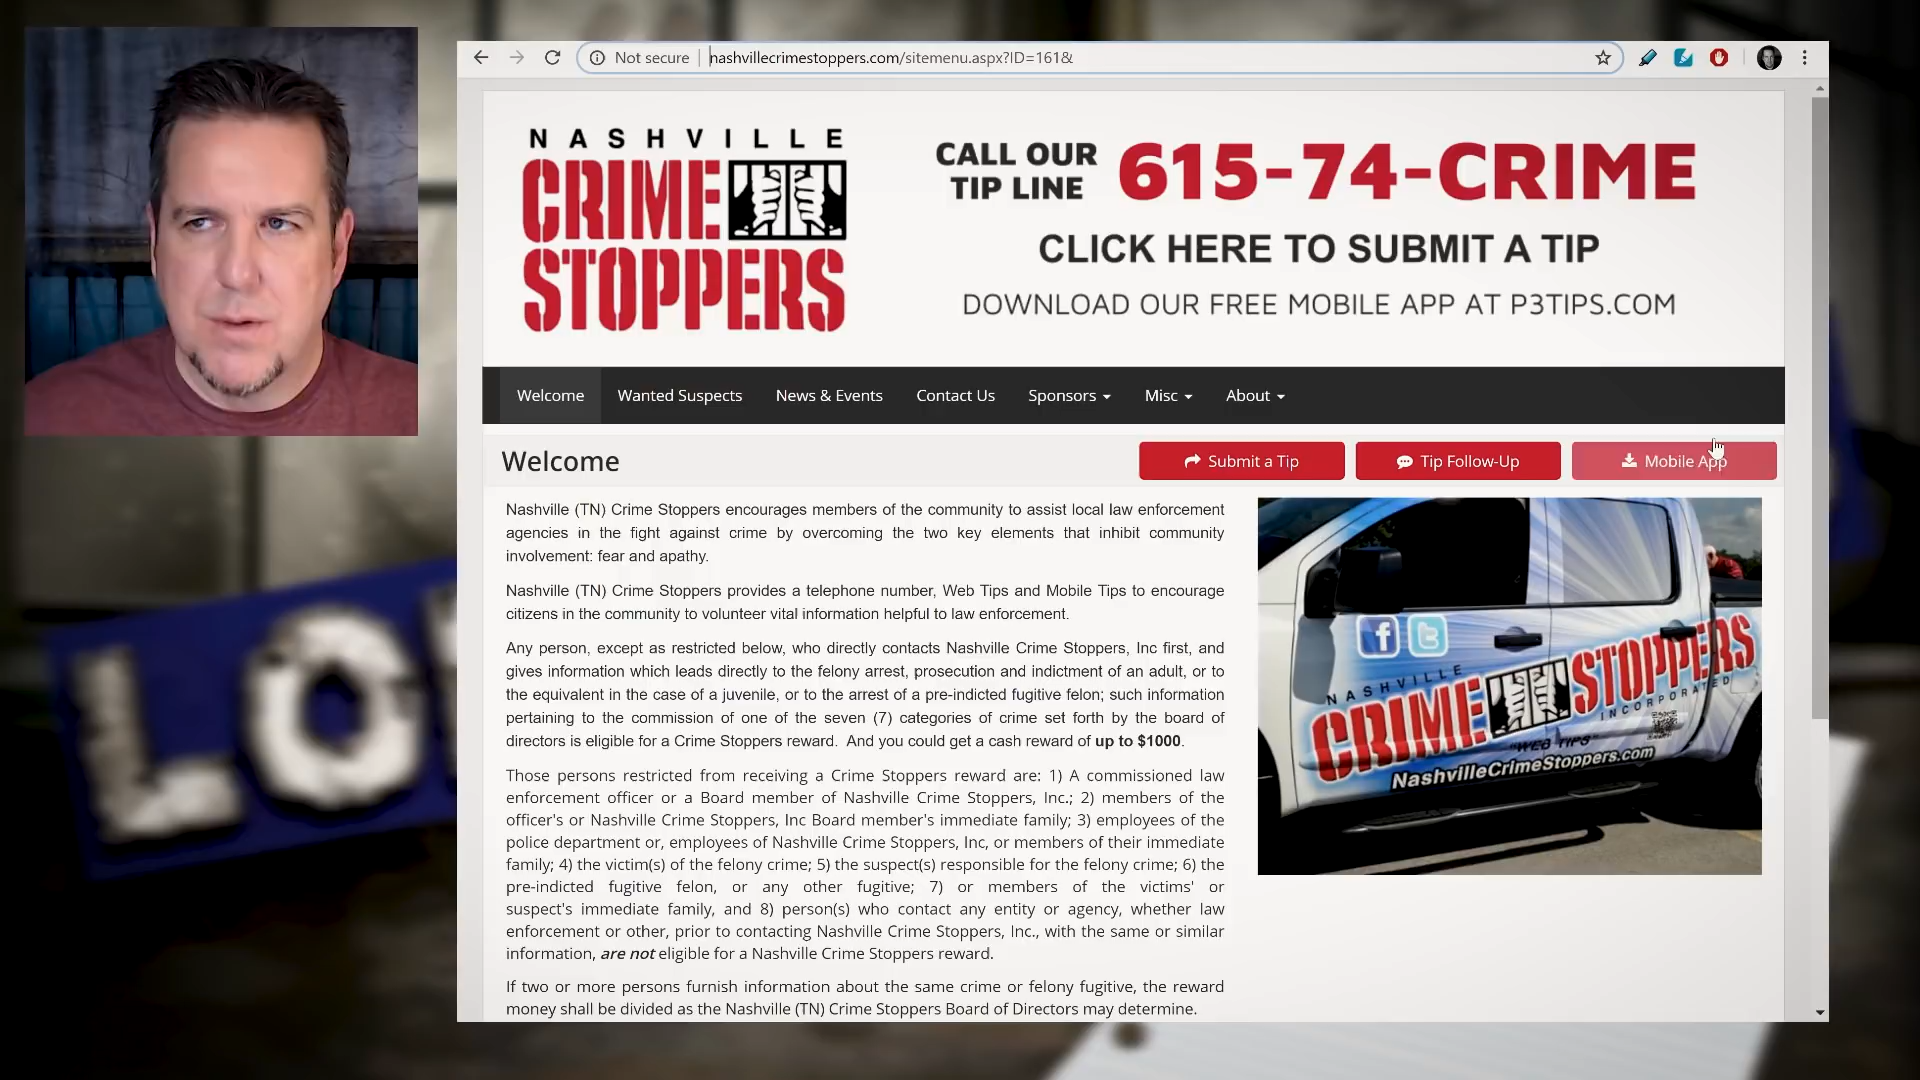 Not secure
nashvillecrimestoppers.com/sitemenu.aspx?ID=161&
NASHVILLE
CRIME
STOPPERS
CALL OUR
TIP LINE
615-74-CRIME
CLICK HERE TO SUBMIT A TIP
DOWNLOAD OUR FREE MOBILE APP AT P3TIPS.COM
Welcome
Wanted Suspects
News & Events
Contact Us
Sponsors
Misc
About
Welcome
Submit a Tip
Tip Follow-Up
Mobile App
Nashville (TN) Crime Stoppers encourages members of the community to assist local law enforcement
agencies in the fight against crime by overcoming the two key elements that inhibit community
involvement: fear and apathy.
Nashville (TN) Crime Stoppers provides a telephone number, Web Tips and Mobile Tips to encourage
citizens in the community to volunteer vital information helpful to law enforcement.
Any person, except as restricted below, who directly contacts Nashville Crime Stoppers, Inc first, and
gives information which leads directly to the felony arrest, prosecution and indictment of an adult, or to
the equivalent in the case of a juvenile, or to the arrest of a pre-indicted fugitive felon; such information
pertaining to the commission of one of the seven (7) categories of crime set forth by the board of
directors is eligible for a Crime Stoppers reward. And you could get a cash reward of up to $1000.
Those persons restricted from receiving a Crime Stoppers reward are: 1) A commissioned law
enforcement officer or a Board member of Nashville Crime Stoppers, Inc.; 2) members of the
officer's or Nashville Crime Stoppers, Inc Board member's immediate family; 3) employees of the
police department or, employees of Nashville Crime Stoppers, Inc, or members of their immediate
family; 4) the victim(s) of the felony crime; 5) the suspect(s) responsible for the felony crime; 6) the
pre-indicted fugitive felon, or any other fugitive; 7) or members of the victims' or
suspect's immediate family, and 8) person(s) who contact any entity or agency, whether law
enforcement or other, prior to contacting Nashville Crime Stoppers, Inc., with the same or similar
information, are not eligible for a Nashville Crime Stoppers reward.
If two or more persons furnish information about the same crime or felony fugitive, the reward
money shall be divided as the Nashville (TN) Crime Stoppers Board of Directors may determine.
NASHVILLE
CRIME STOPPERS
INCORPORATED
"WEB TIPS"
NashvilleCrimeStoppers.com
LO